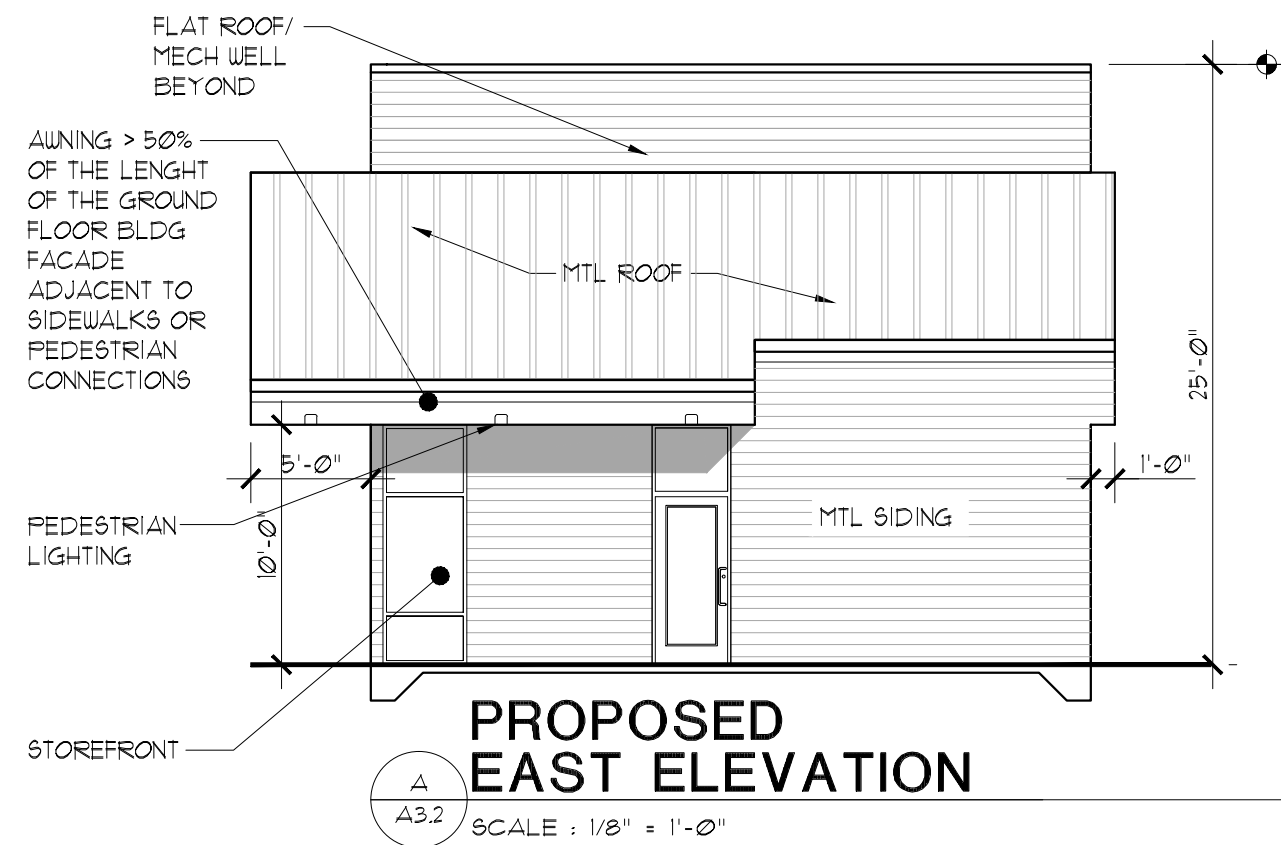 FLAT ROOF/
MECH WELL
BEYOND
AWNING > 50%
OF THE LENGHT
OF THE GROUND
FLOOR BLDG
FACADE
ADJACENT TO
SIDEWALKS OR
PEDESTRIAN
CONNECTIONS
MTL ROOF
25'-0"
5'-0"
1'-0"
10'-0"
MTL SIDING
PEDESTRIAN
LIGHTING
STOREFRONT
PROPOSED
EAST ELEVATION
A
A3.2
SCALE : 1/8" = 1'-0"